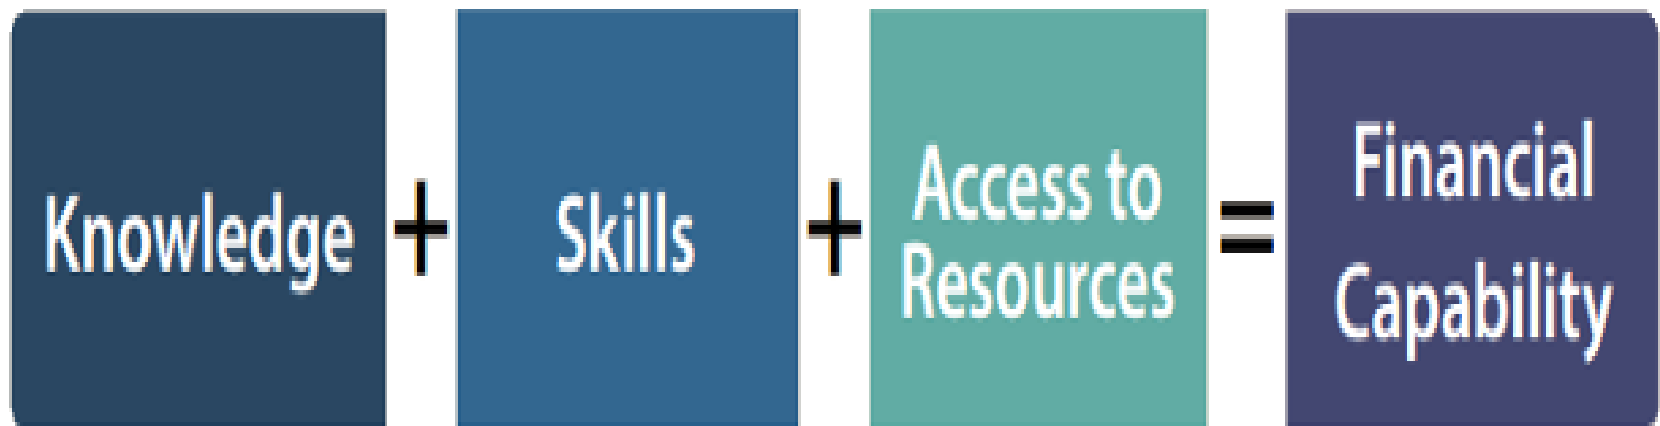 Knowledge + Skills + Access to
Resources = Financial
Capability